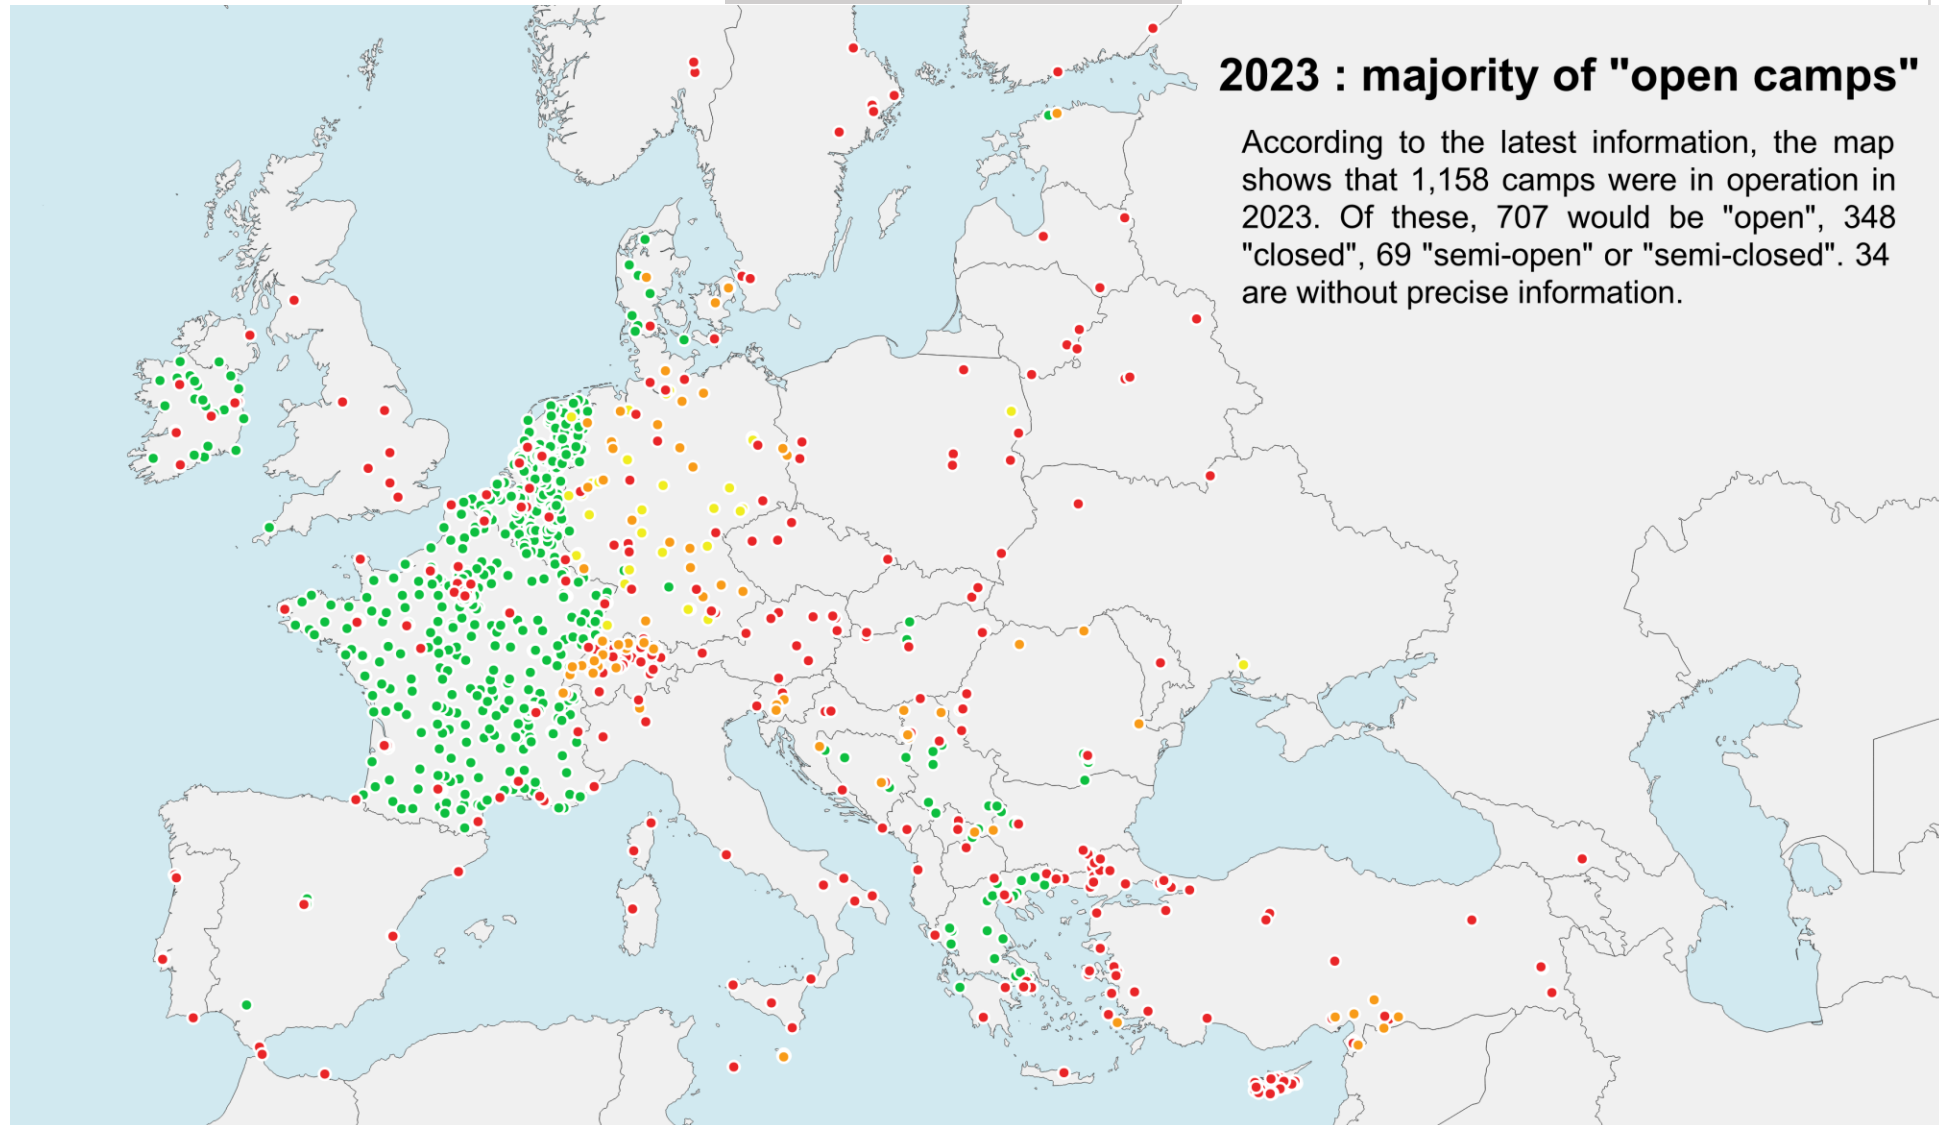 2023 : majority of "open camps"
According to the latest information, the map
shows that 1,158 camps were in operation in
2023. Of these, 707 would be "open", 348
"closed", 69 "semi-open" or "semi-closed". 34
are without precise information.